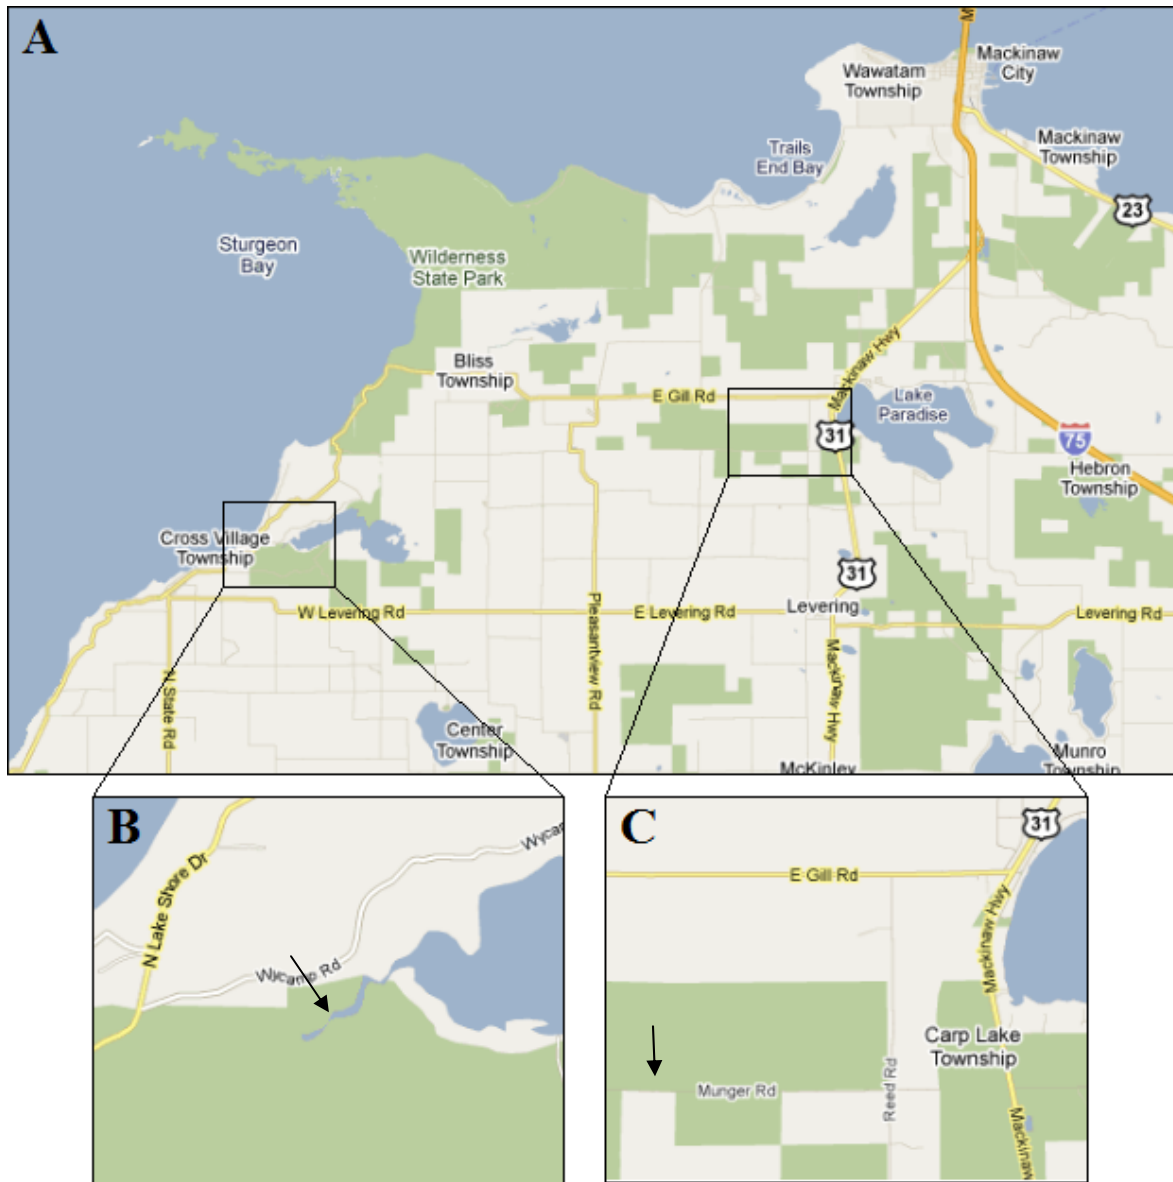 A
Mackinaw
City
Wawatam
Township
Mackinaw
Township
Trails
End Bay
23
Sturgeon
Bay
Wilderness
State Park
Mackinaw Hwy
Bliss
Township
E Gill Rd
Lake
Paradise
31
75
Hebron
Township
Cross Village
Township
31
W Levering Rd
Pleasantview Rd
E Levering Rd
Levering
Levering Rd
N State Rd
Mackinaw Hwy
Center
Township
McKinley
Munro
Township
B
N Lake Shore Dr
Wycamp Rd
C
31
E Gill Rd
Mackinaw Hwy
Carp Lake
Township
Munger Rd
Reed Rd
Mackinaw